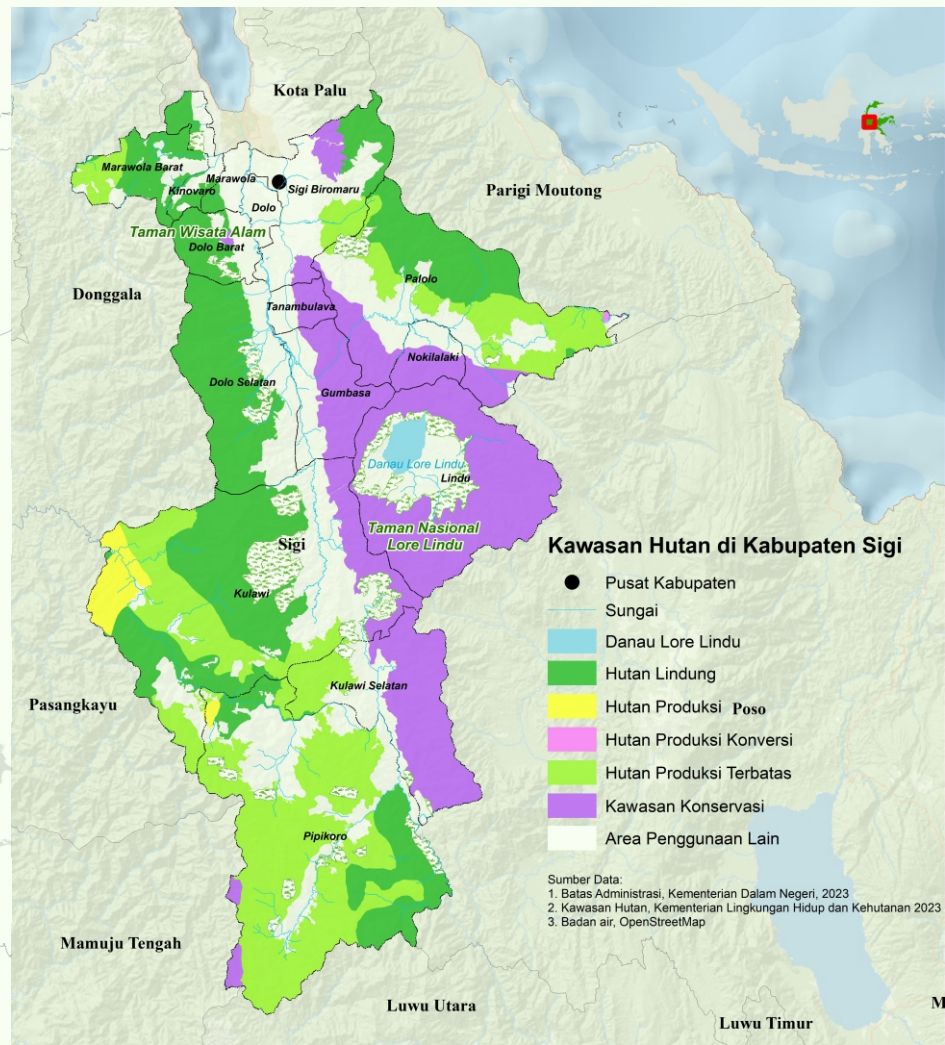 Kota Palu
Marawola Barat
Marawola
Kinovaro
Sigi Biromaru
Parigi Moutong
Dolo
Taman Wisata Alam
Dolo Barat
Donggala
Palolo
Tanambulava
Nokilalaki
Dolo Selatan
Gumbasa
Danau Lore Lindu
Lindu
Taman Nasional
Lore Lindu
Sigi
Kulawi
Kulawi Selatan
Pasangkayu
Pipikoro
Mamuju Tengah
Luwu Utara
Luwu Timur
M
Kawasan Hutan di Kabupaten Sigi
Pusat Kabupaten
Sungai
Danau Lore Lindu
Hutan Lindung
Hutan Produksi Poso
Hutan Produksi Konversi
Hutan Produksi Terbatas
Kawasan Konservasi
Area Penggunaan Lain
Sumber Data:
1. Batas Administrasi, Kementerian Dalam Negeri, 2023
2. Kawasan Hutan, Kementerian Lingkungan Hidup dan Kehutanan 2023
3. Badan air, OpenStreetMap